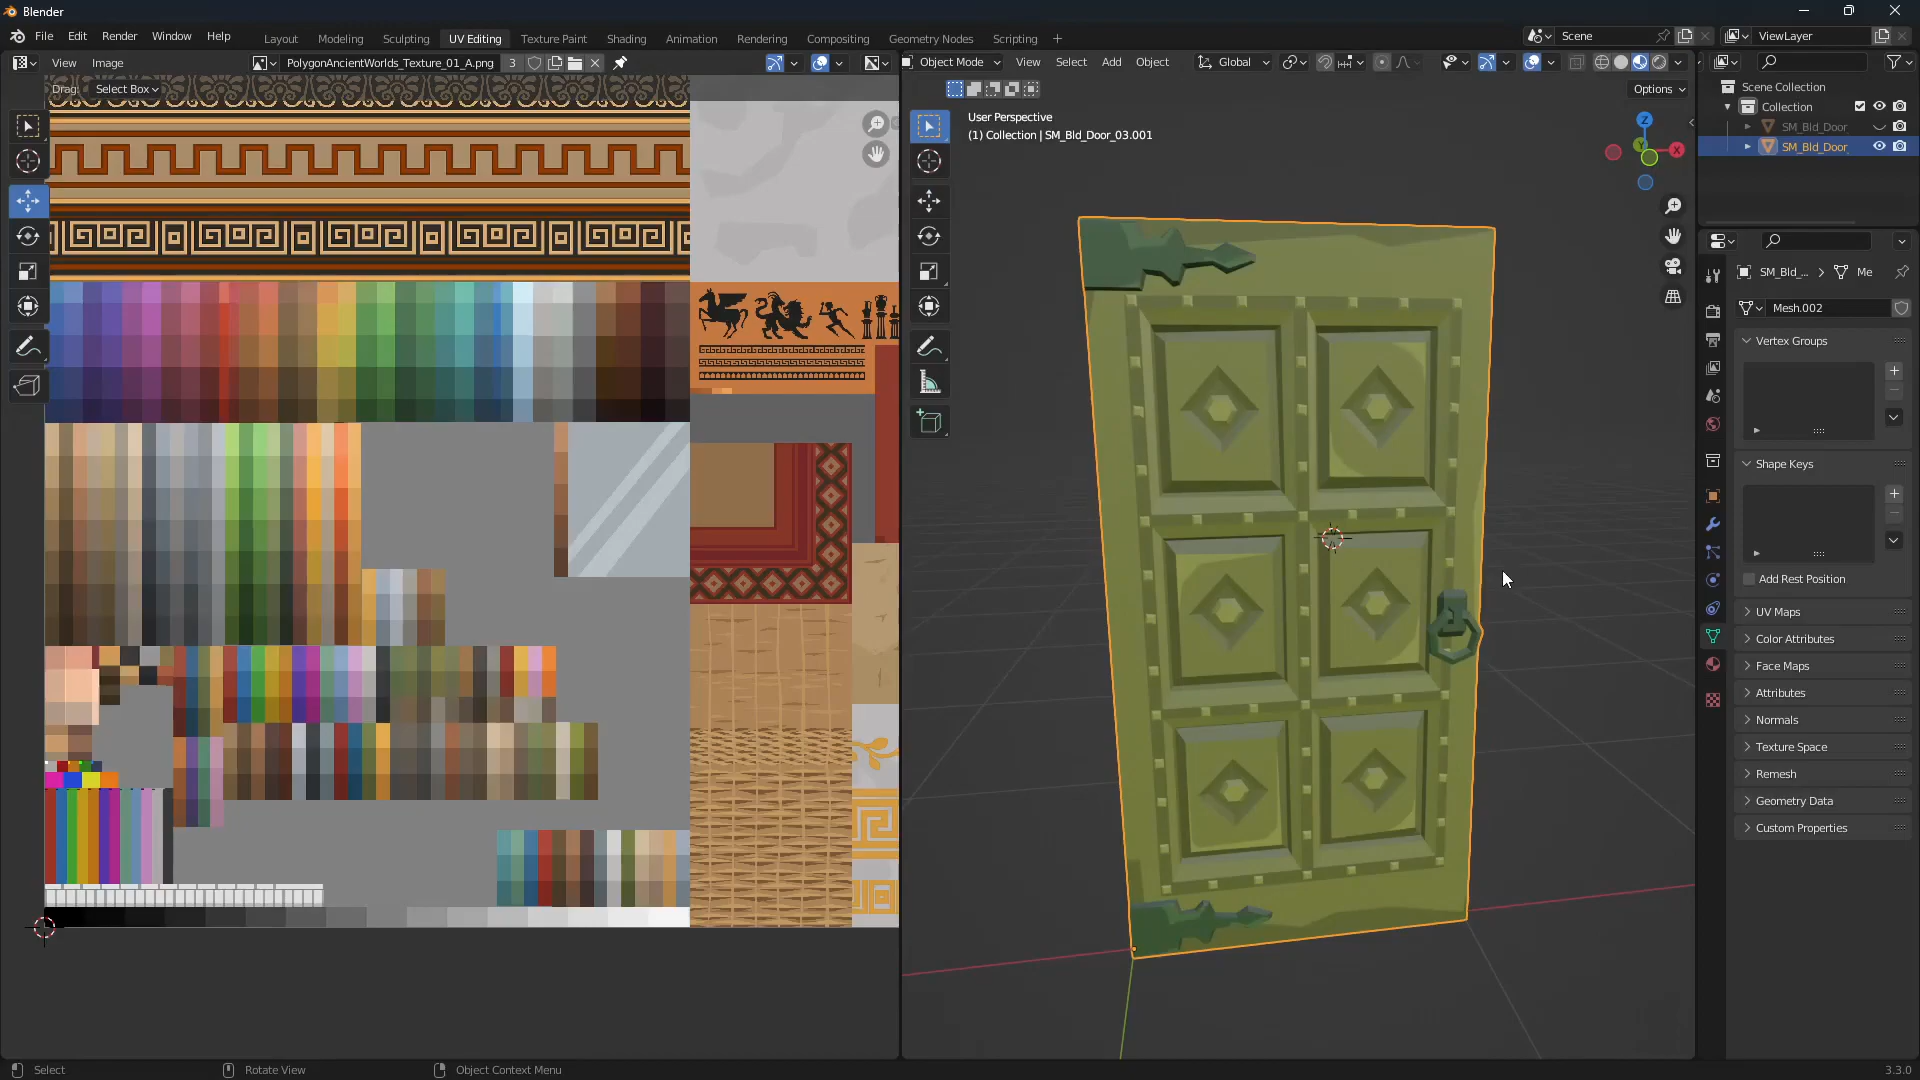 Blender
File Edit Render Window Help
Layout Modeling Sculpting UV Editing Texture Paint Shading Animation Rendering Compositing Geometry Nodes Scripting
Scene
ViewLayer
View Image
PolygonAncientWorlds_Texture_01_A.png 3
Drag: Select Box
Object Mode View Select Add Object
Global
Options
User Perspective
(1) Collection | SM_Bld_Door_03.001
Z
Y
X
Scene Collection
Collection
SM_Bld_Door_
SM_Bld_Door_
SM_Bld_... Me
Mesh.002
Vertex Groups
Shape Keys
Add Rest Position
UV Maps
Color Attributes
Face Maps
Attributes
Normals
Texture Space
Remesh
Geometry Data
Custom Properties
Select
Rotate View
Object Context Menu
3.3.0